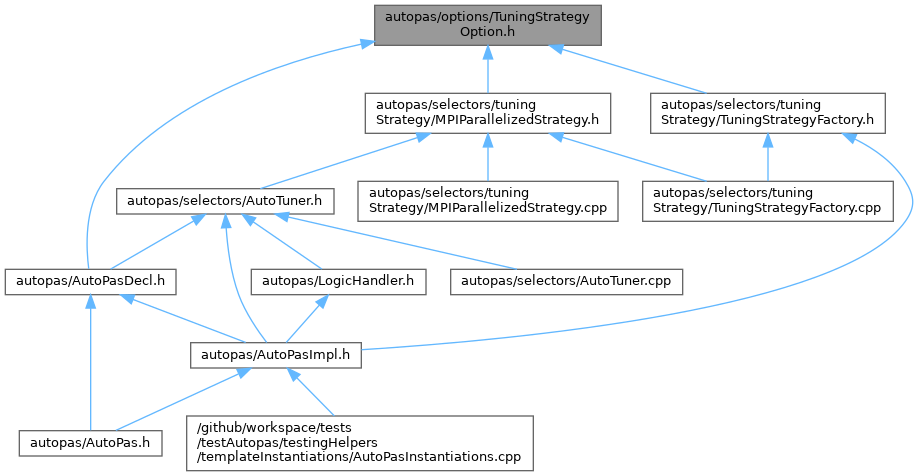 autopas/options/TuningStrategy
Option.h
autopas/selectors/tuning
Strategy/MPIParallelizedStrategy.h
autopas/selectors/tuning
Strategy/TuningStrategyFactory.h
autopas/selectors/AutoTuner.h
autopas/selectors/tuning
Strategy/MPIParallelizedStrategy.cpp
autopas/selectors/tuning
Strategy/TuningStrategyFactory.cpp
autopas/AutoPasDecl.h
autopas/LogicHandler.h
autopas/selectors/AutoTuner.cpp
autopas/AutoPasImpl.h
autopas/AutoPas.h
/github/workspace/tests
/testAutopas/testingHelpers
/templateInstantiations/AutoPasInstantiations.cpp